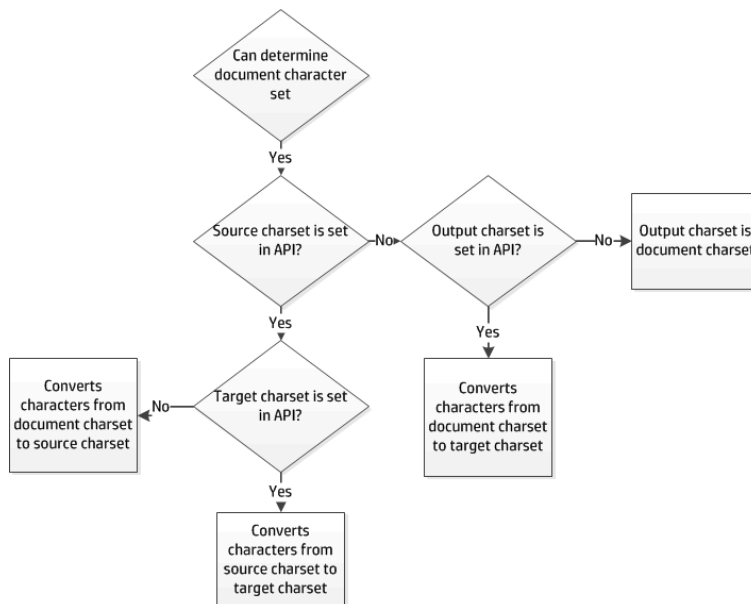 Can determine
document character
set
Yes
Source charset is set
in API?
No
Output charset is
set in API?
No
Output charset is
document charset
Yes
Yes
Target charset is set
in API?
No
Converts
characters from
document charset
to source charset
Converts
characters from
document charset
to target charset
Yes
Converts
characters from
source charset to
target charset